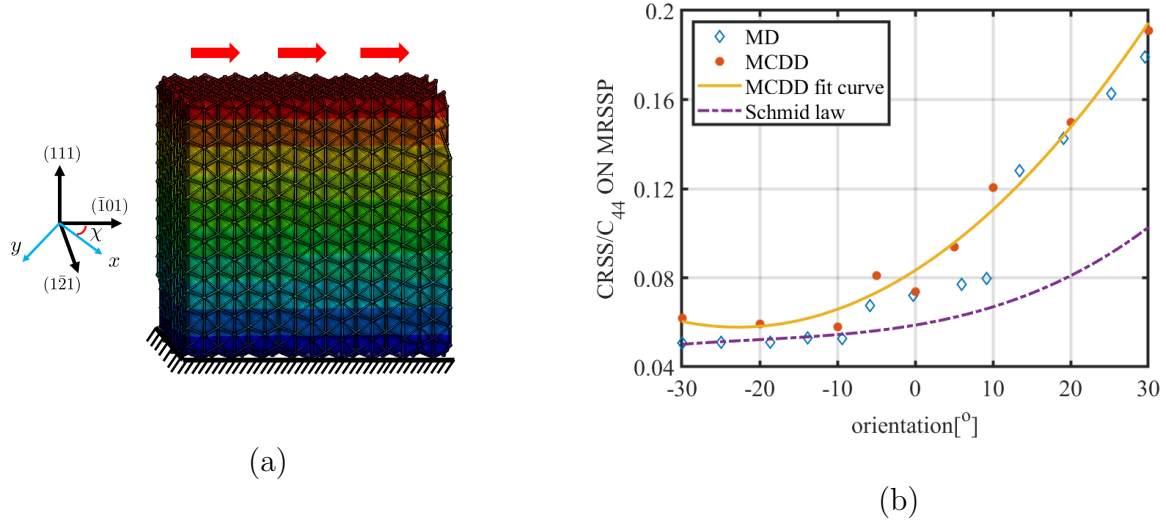 (111)
(1̄01)
χ
y
x
(12̄1)
(a)
0.2
0.16
0.12
0.08
0.04
CRSS/C₄₄ ON MRSSP
MD
MCDD
MCDD fit curve
Schmid law
-30
-20
-10
0
10
20
30
orientation[°]
(b)